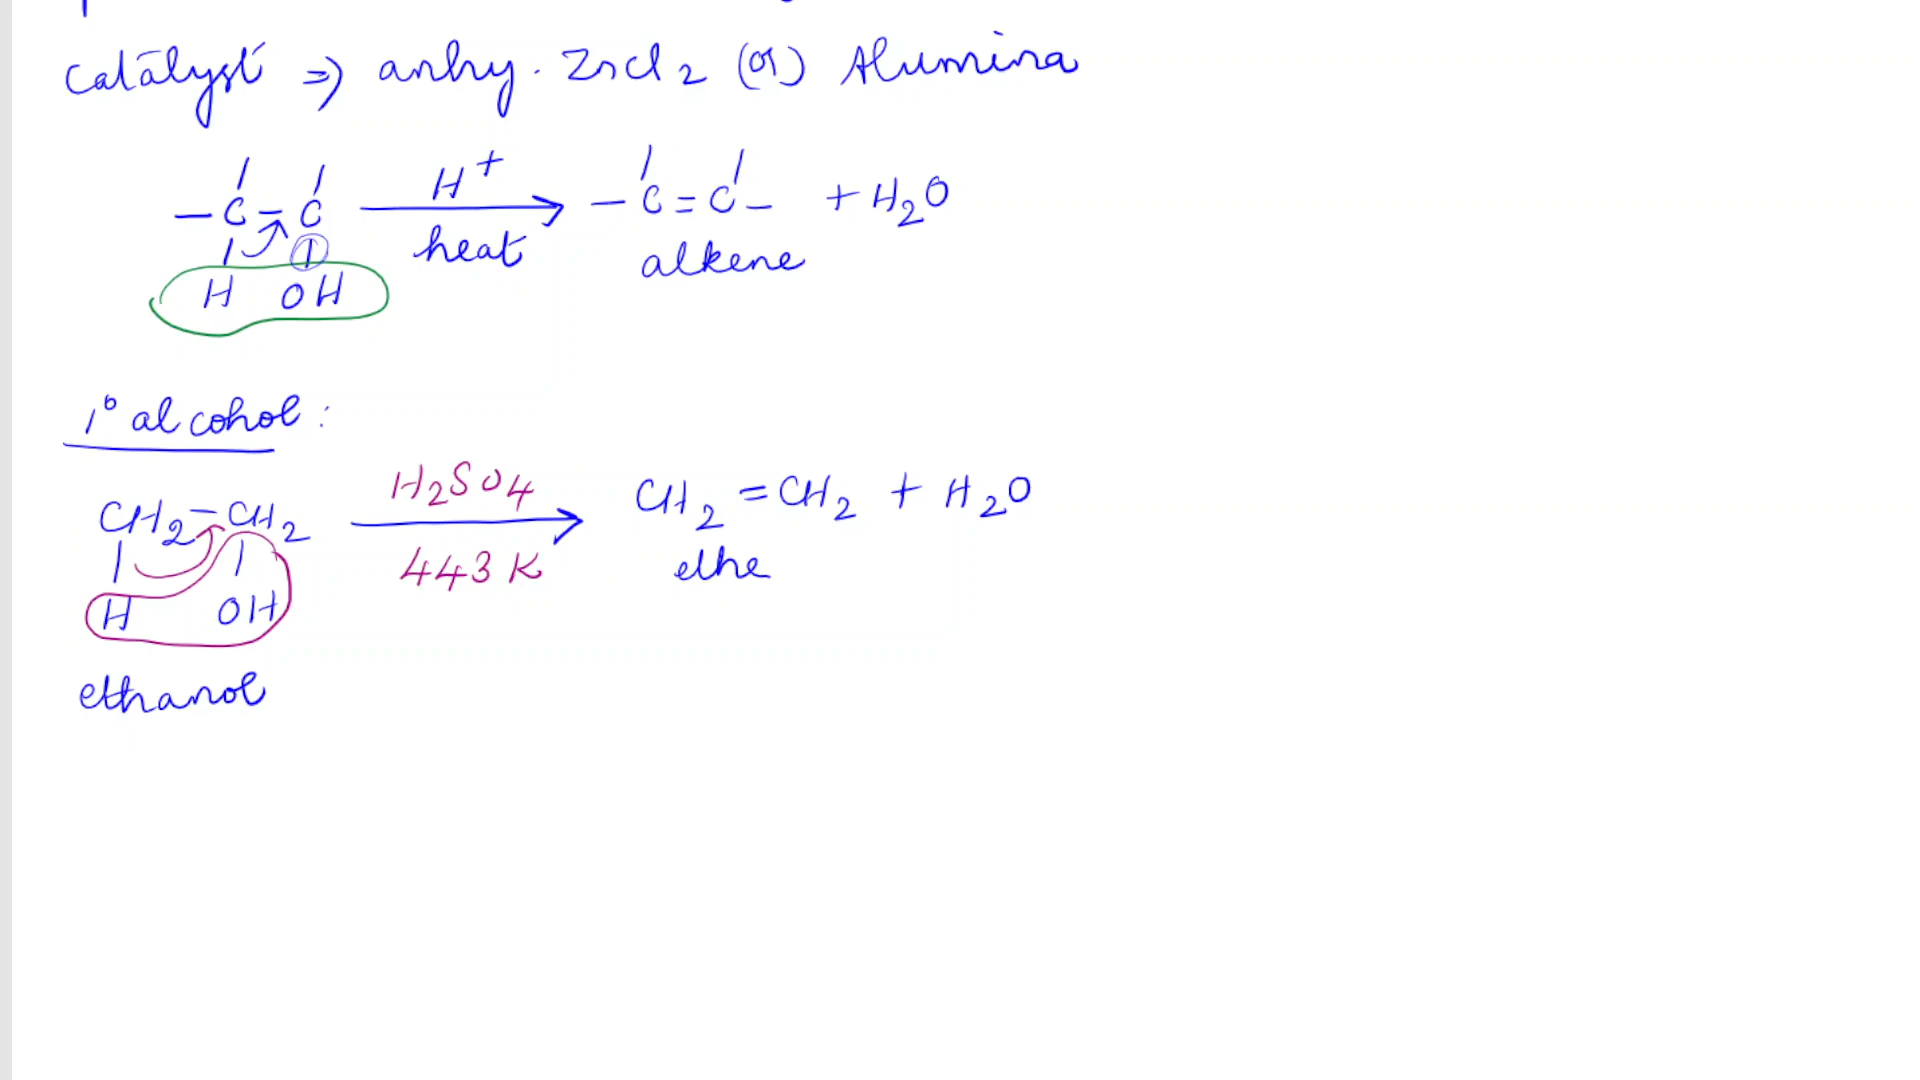 catalyst => anhy. ZnCl2 (or) Alumina
-C-C H+ -C=C- + H2O
heat alkene
H OH
1° alcohol:
CH2-CH2 H2SO4 CH2=CH2 + H2O
443 K ethe
H OH
ethanol